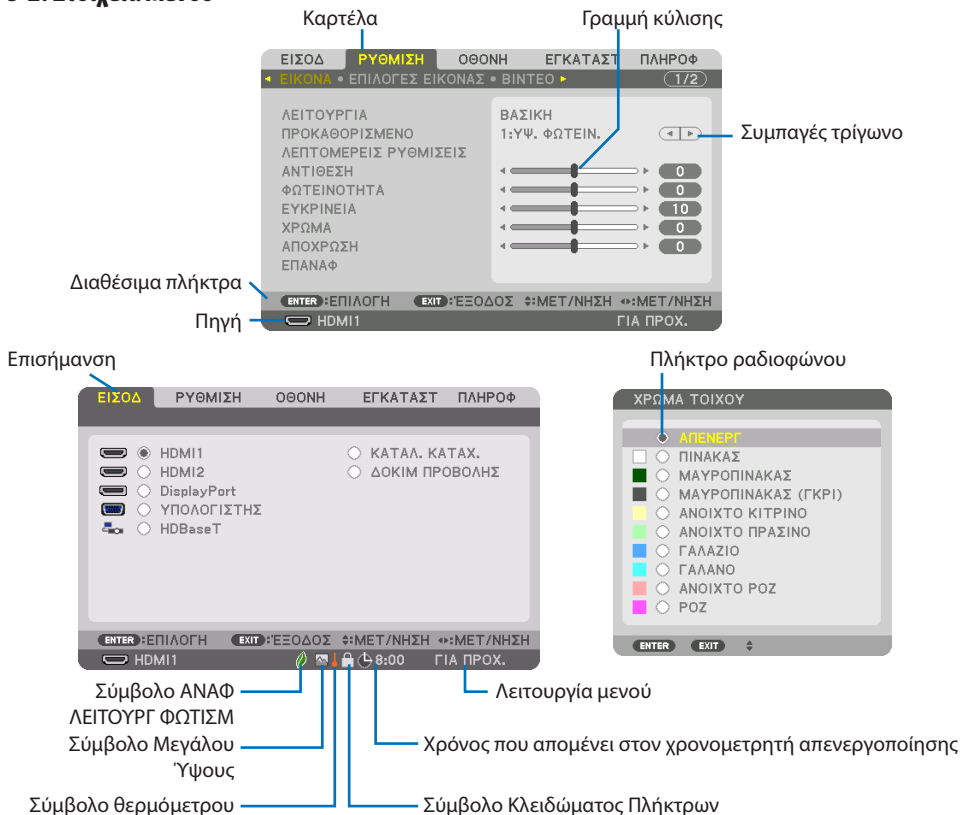 Καρτέλα
Γραμμή κύλισης
ΕΙΣΟΔ ΡΥΘΜΙΣΗ ΟΘΟΝΗ ΕΓΚΑΤΑΣΤ ΠΛΗΡΟΦ
ΕΙΚΟΝΑ • ΕΠΙΛΟΓΕΣ ΕΙΚΟΝΑΣ • ΒΙΝΤΕΟ 1/2
ΛΕΙΤΟΥΡΓΙΑ ΒΑΣΙΚΗ
ΠΡΟΚΑΘΟΡΙΣΜΕΝΟ 1:ΥΨ. ΦΩΤΕΙΝ.
Συμπαγές τρίγωνο
ΛΕΠΤΟΜΕΡΕΙΣ ΡΥΘΜΙΣΕΙΣ
ΑΝΤΙΘΕΣΗ 0
ΦΩΤΕΙΝΟΤΗΤΑ 0
ΕΥΚΡΙΝΕΙΑ 10
ΧΡΩΜΑ 0
ΑΠΟΧΡΩΣΗ 0
ΕΠΑΝΑΦ
Διαθέσιμα πλήκτρα
ENTER:ΕΠΙΛΟΓΗ EXIT:ΈΞΟΔΟΣ :ΜΕΤ/ΝΗΣΗ :ΜΕΤ/ΝΗΣΗ
Πηγή
HDMI1 ΓΙΑ ΠΡΟΧ.
Επισήμανση
ΕΙΣΟΔ ΡΥΘΜΙΣΗ ΟΘΟΝΗ ΕΓΚΑΤΑΣΤ ΠΛΗΡΟΦ
HDMI1 ΚΑΤΑΛ. ΚΑΤΑΧ.
HDMI2 ΔΟΚΙΜ ΠΡΟΒΟΛΗΣ
DisplayPort
ΥΠΟΛΟΓΙΣΤΗΣ
HDBaseT
ENTER:ΕΠΙΛΟΓΗ EXIT:ΈΞΟΔΟΣ :ΜΕΤ/ΝΗΣΗ :ΜΕΤ/ΝΗΣΗ
HDMI1 8:00 ΓΙΑ ΠΡΟΧ.
Πλήκτρο ραδιοφώνου
ΧΡΩΜΑ ΤΟΙΧΟΥ
ΑΠΕΝΕΡΓ
ΠΙΝΑΚΑΣ
ΜΑΥΡΟΠΙΝΑΚΑΣ
ΜΑΥΡΟΠΙΝΑΚΑΣ (ΓΚΡΙ)
ΑΝΟΙΧΤΟ ΚΙΤΡΙΝΟ
ΑΝΟΙΧΤΟ ΠΡΑΣΙΝΟ
ΓΑΛΑΖΙΟ
ΓΑΛΑΝΟ
ΑΝΟΙΧΤΟ ΡΟΖ
ΡΟΖ
ENTER EXIT
Σύμβολο ΑΝΑΦ
ΛΕΙΤΟΥΡΓ ΦΩΤΙΣΜ
Λειτουργία μενού
Σύμβολο Μεγάλου
Ύψους
Χρόνος που απομένει στον χρονομετρητή απενεργοποίησης
Σύμβολο θερμόμετρου
Σύμβολο Κλειδώματος Πλήκτρων